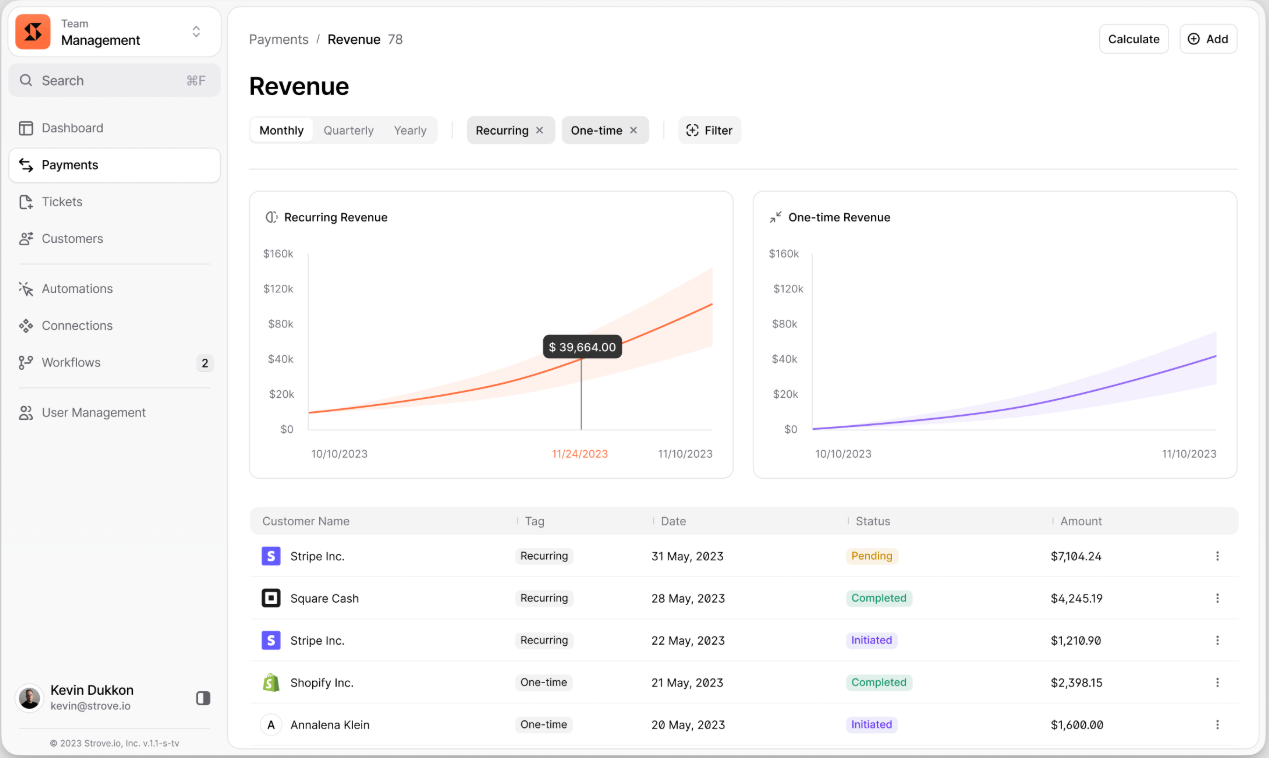 Team
Management
Search ⌘F
Dashboard
Payments
Tickets
Customers
Automations
Connections
Workflows 2
User Management
Kevin Dukkon
kevin@strove.io
© 2023 Strove.io, Inc. v.1.1-s-tv
Payments / Revenue 78
Calculate
Add
Revenue
Monthly Quarterly Yearly Recurring × One-time × Filter
Recurring Revenue
$160k
$120k
$80k
$40k
$20k
$0
$ 39,664.00
10/10/2023 11/24/2023 11/10/2023
One-time Revenue
$160k
$120k
$80k
$40k
$20k
$0
10/10/2023 11/10/2023
Customer Name Tag Date Status Amount
S Stripe Inc. Recurring 31 May, 2023 Pending $7,104.24
Square Cash Recurring 28 May, 2023 Completed $4,245.19
S Stripe Inc. Recurring 22 May, 2023 Initiated $1,210.90
Shopify Inc. One-time 21 May, 2023 Completed $2,398.15
A Annalena Klein One-time 20 May, 2023 Initiated $1,600.00